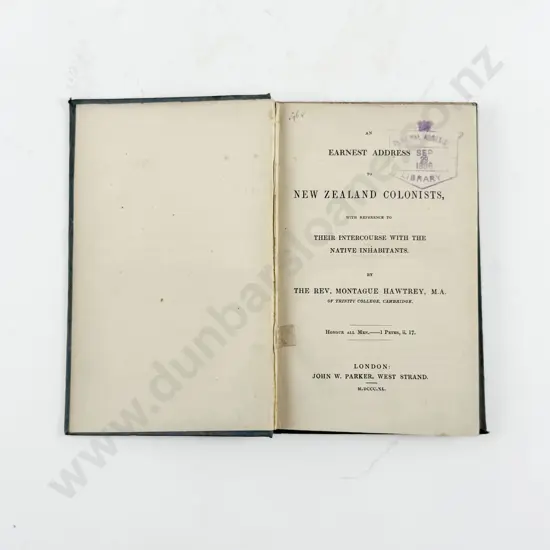 AN
EARNEST ADDRESS
TO
NEW ZEALAND COLONISTS,
WITH REFERENCE TO
THEIR INTERCOURSE WITH THE
NATIVE INHABITANTS.
BY
THE REV. MONTAGUE HAWTREY, M.A.
OF TRINITY COLLEGE, CAMBRIDGE.
HONOUR ALL MEN.—1 PETER, ii. 17.
LONDON:
JOHN W. PARKER, WEST STRAND.
M.DCCC.XL.
SEP
LIBRARY
www.dunbarsloane.co.nz